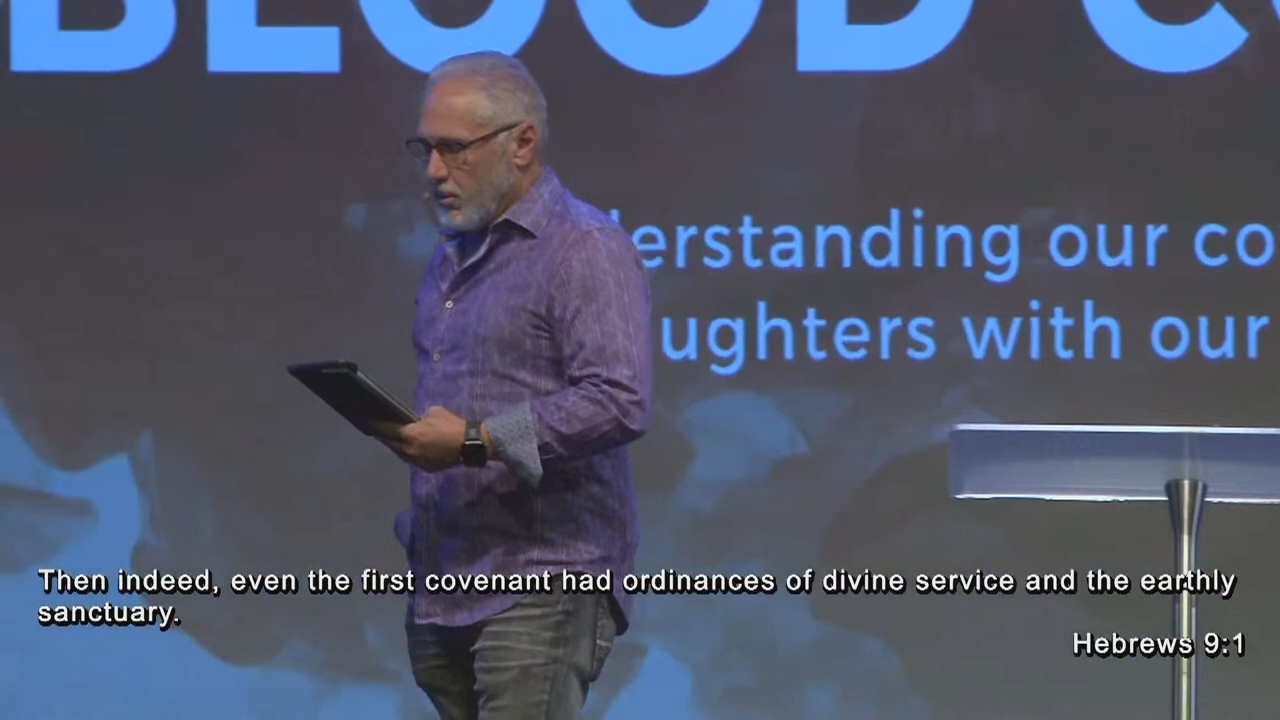 BLOOD
erstanding our co
ughters with our
Then indeed, even the first covenant had ordinances of divine service and the earthly
sanctuary.
Hebrews 9:1